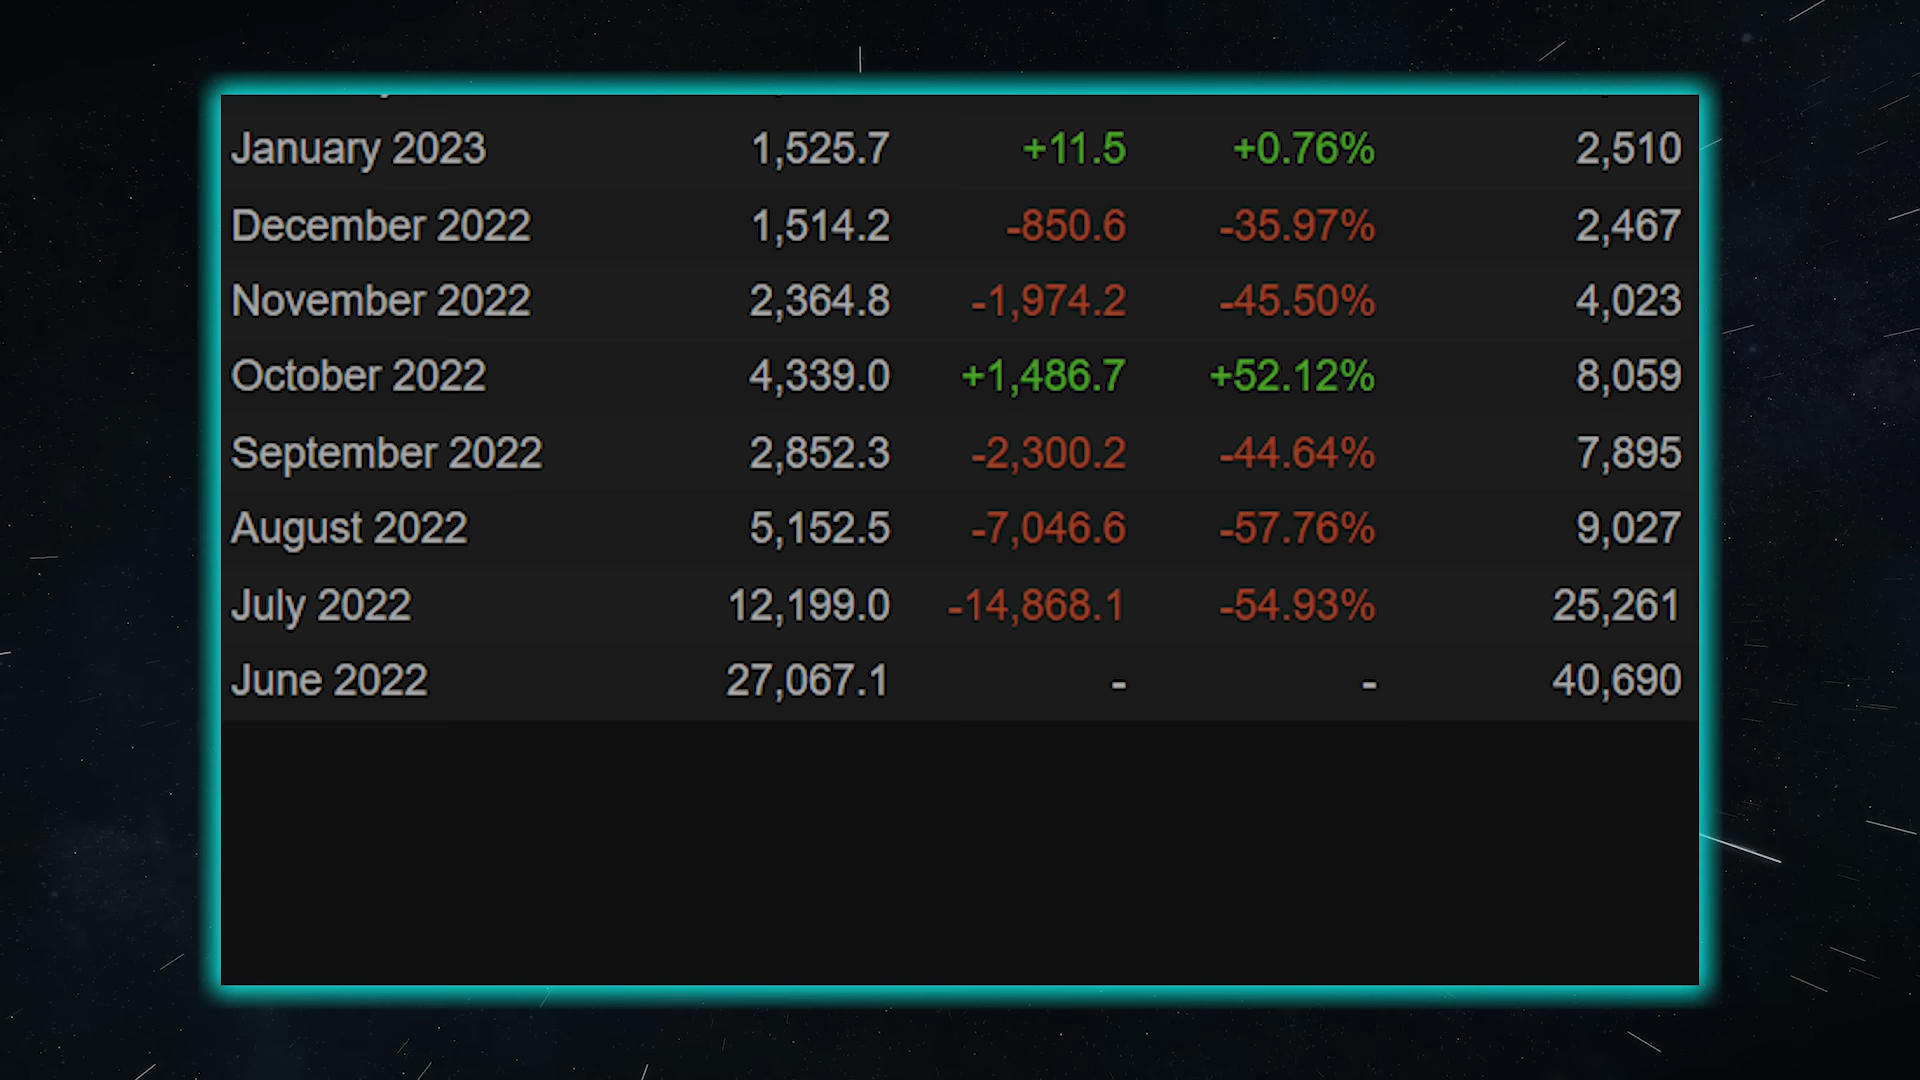 January 2023 1,525.7 +11.5 +0.76% 2,510
December 2022 1,514.2 -850.6 -35.97% 2,467
November 2022 2,364.8 -1,974.2 -45.50% 4,023
October 2022 4,339.0 +1,486.7 +52.12% 8,059
September 2022 2,852.3 -2,300.2 -44.64% 7,895
August 2022 5,152.5 -7,046.6 -57.76% 9,027
July 2022 12,199.0 -14,868.1 -54.93% 25,261
June 2022 27,067.1 - - 40,690